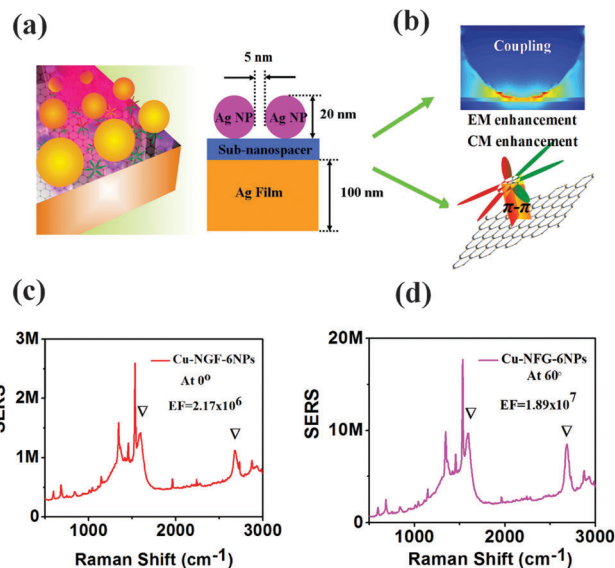 (a)
5 nm
Ag NP
Ag NP
20 nm
Sub-nanospacer
Ag Film
100 nm
(b)
Coupling
EM enhancement
CM enhancement
π-π
(c)
3M
2M
1M
0
SERS
Cu-NGF-6NPs
At 0°
EF=2.17x10⁶
1000
2000
3000
Raman Shift (cm⁻¹)
(d)
20M
10M
0
SERS
Cu-NFG-6NPs
At 60°
EF=1.89x10⁷
1000
2000
3000
Raman Shift (cm⁻¹)